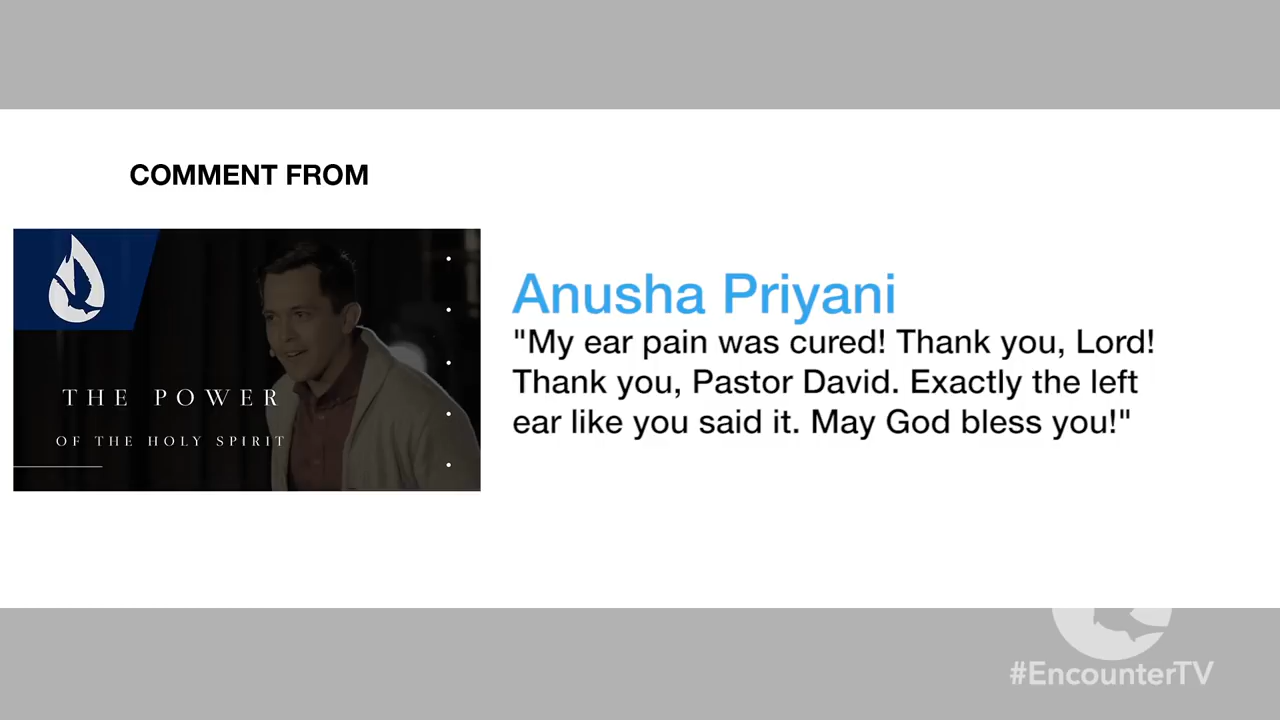 COMMENT FROM
THE POWER
OF THE HOLY SPIRIT
Anusha Priyani
"My ear pain was cured! Thank you, Lord!
Thank you, Pastor David. Exactly the left
ear like you said it. May God bless you!"
#EncounterTV